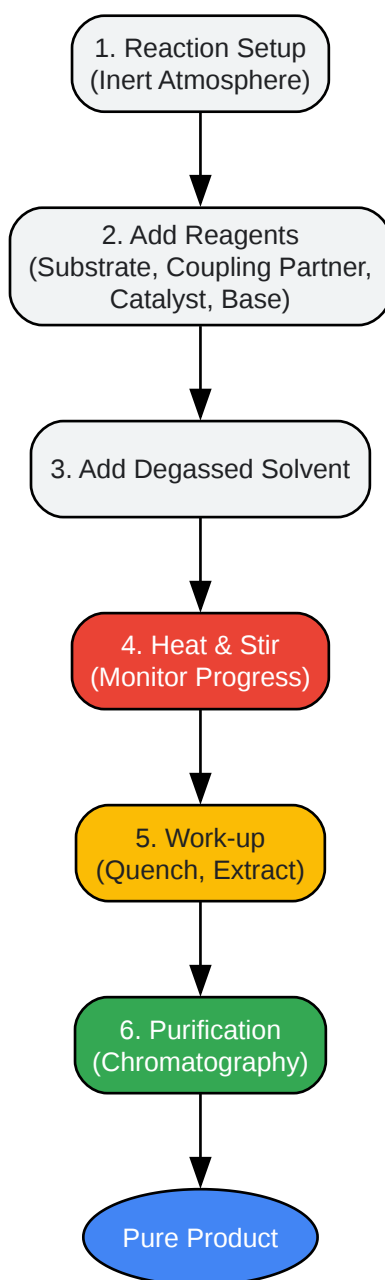 1. Reaction Setup
(Inert Atmosphere)
2. Add Reagents
(Substrate, Coupling Partner,
Catalyst, Base)
3. Add Degassed Solvent
4. Heat & Stir
(Monitor Progress)
5. Work-up
(Quench, Extract)
6. Purification
(Chromatography)
Pure Product